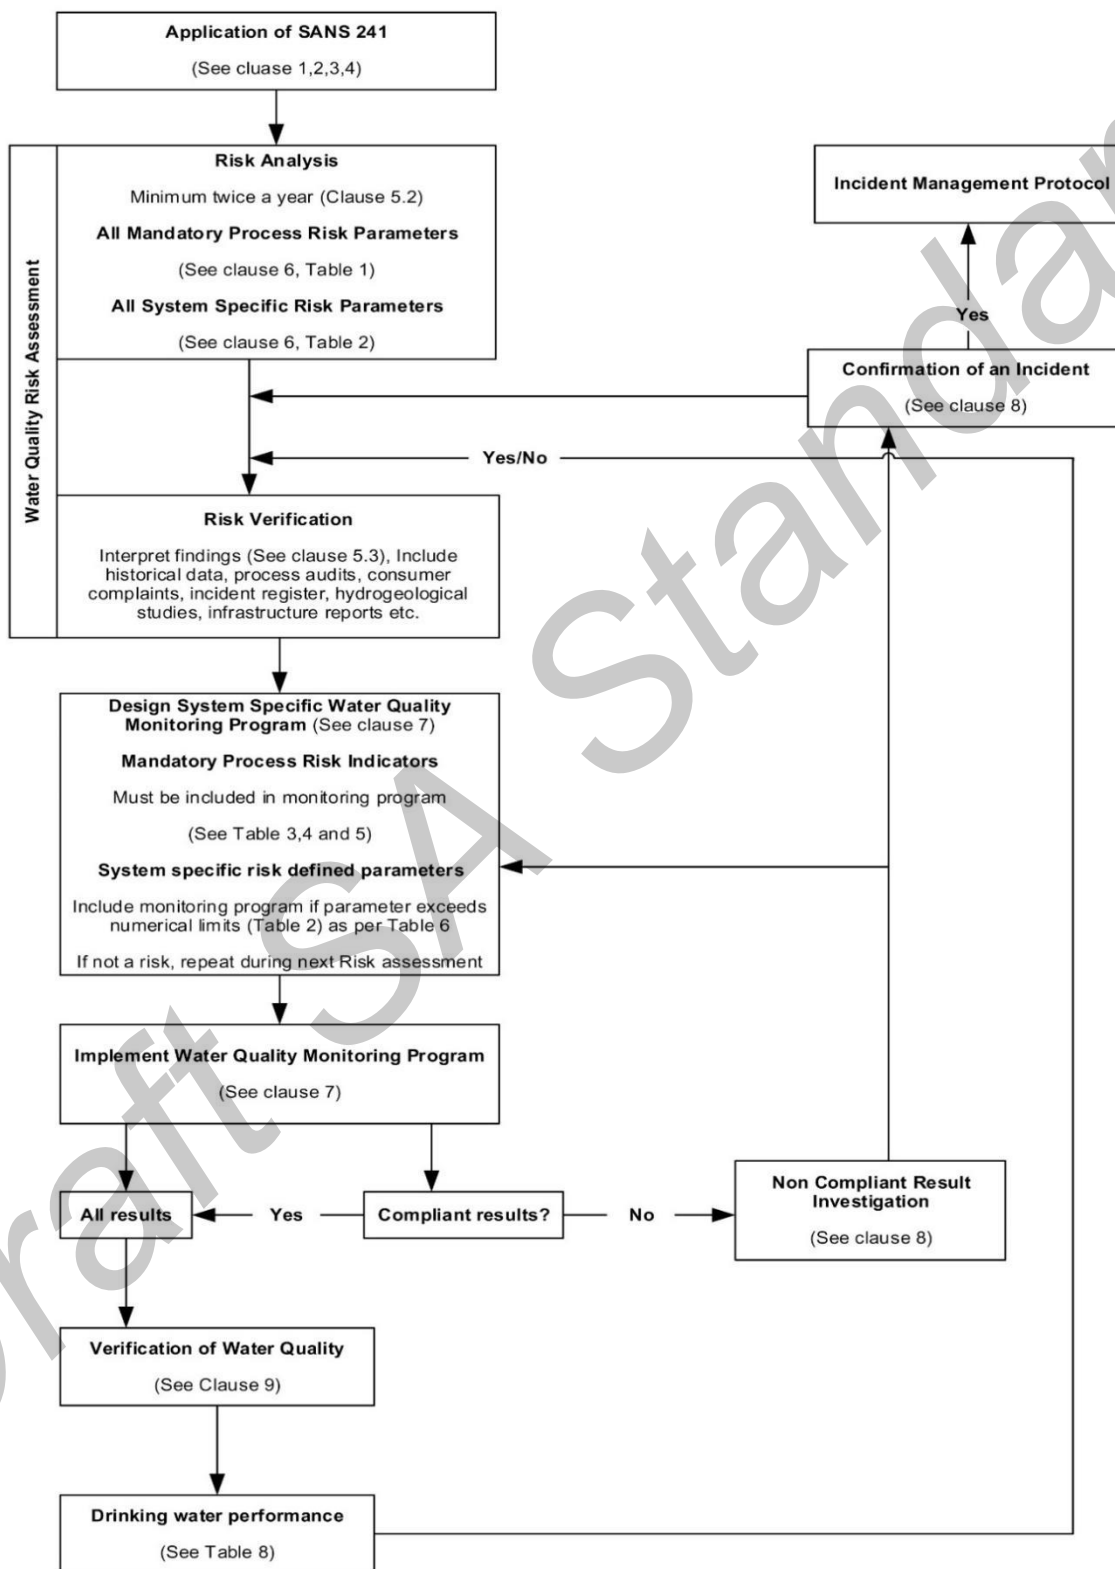 Application of SANS 241
(See cluase 1,2,3,4)
Water Quality Risk Assessment
Risk Analysis
Minimum twice a year (Clause 5.2)
All Mandatory Process Risk Parameters
(See clause 6, Table 1)
All System Specific Risk Parameters
(See clause 6, Table 2)
Incident Management Protocol
Yes
Confirmation of an Incident
(See clause 8)
Yes/No
Risk Verification
Interpret findings (See clause 5.3), Include
historical data, process audits, consumer
complaints, incident register, hydrogeological
studies, infrastructure reports etc.
Design System Specific Water Quality
Monitoring Program (See clause 7)
Mandatory Process Risk Indicators
Must be included in monitoring program
(See Table 3,4 and 5)
System specific risk defined parameters
Include monitoring program if parameter exceeds
numerical limits (Table 2) as per Table 6
If not a risk, repeat during next Risk assessment
Implement Water Quality Monitoring Program
(See clause 7)
All results
Yes
Compliant results?
No
Non Compliant Result
Investigation
(See clause 8)
Verification of Water Quality
(See Clause 9)
Drinking water performance
(See Table 8)
Draft SA Standar